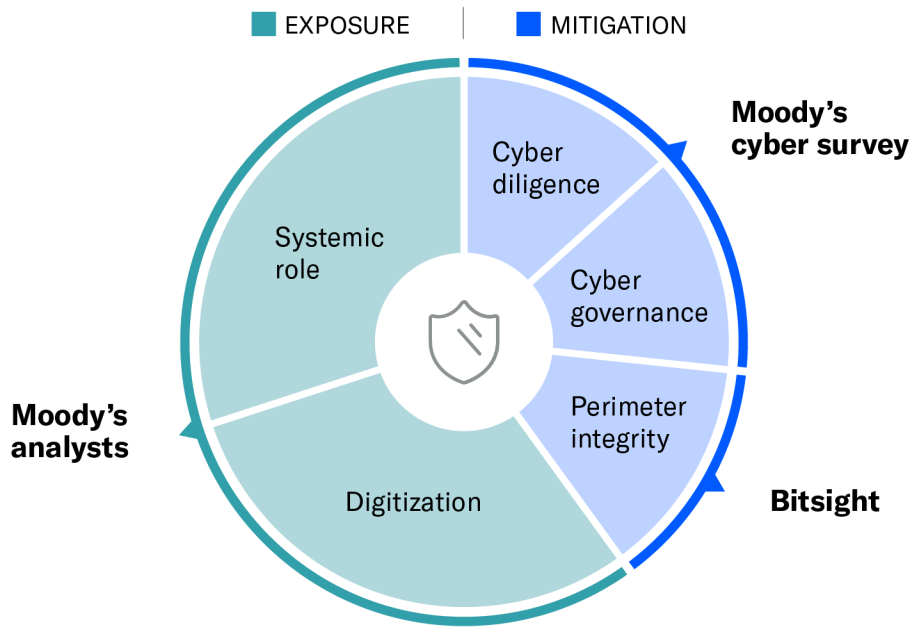 EXPOSURE
MITIGATION
Moody's
cyber survey
Cyber
diligence
Systemic
role
Cyber
governance
Moody's
analysts
Perimeter
integrity
Digitization
Bitsight